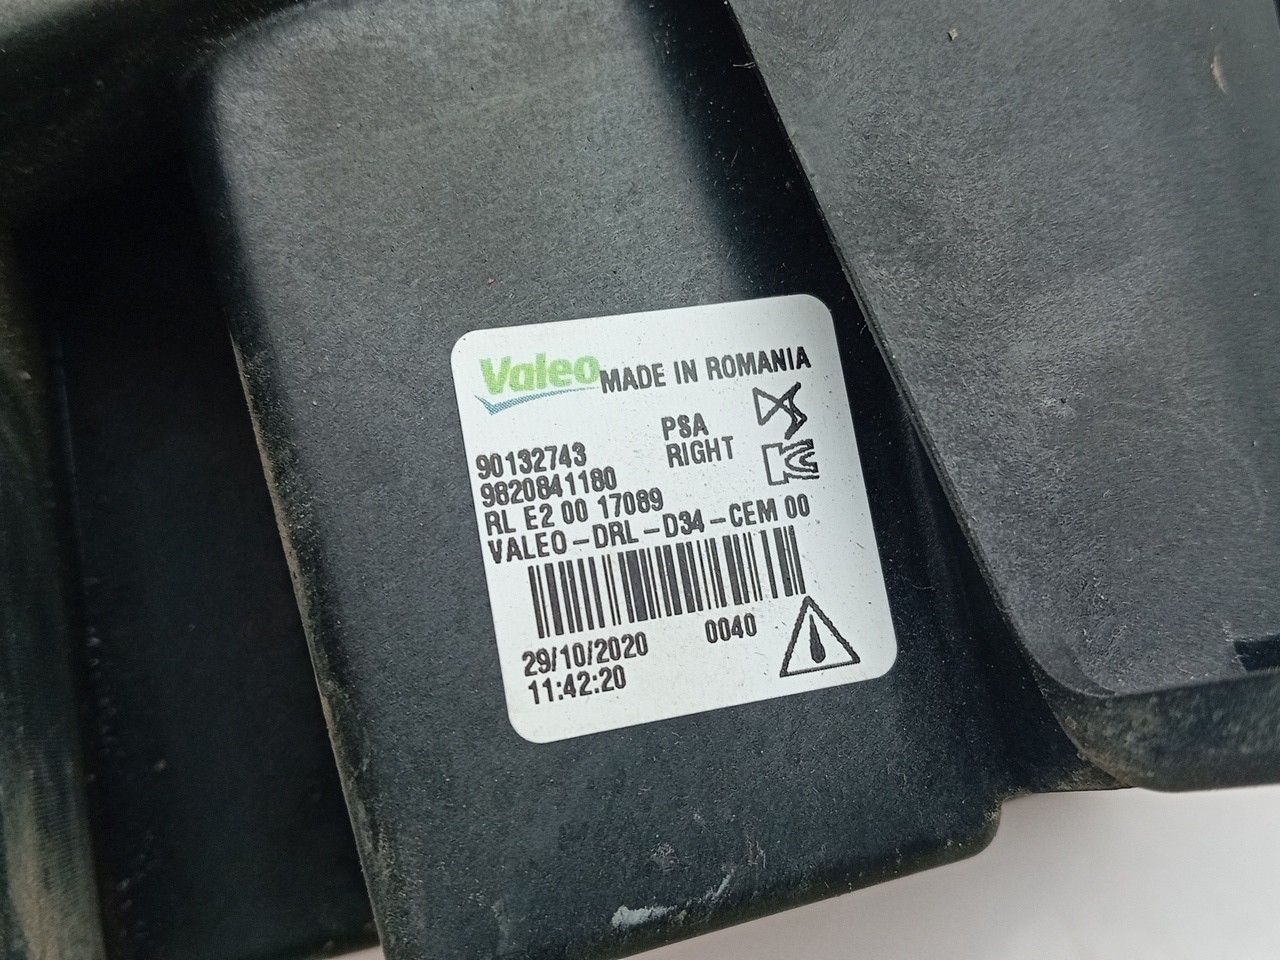 Valeo MADE IN ROMANIA
PSA
RIGHT
90132743
9820841180
RL E2 00 17089
VALEO-DRL-D34-CEM 00
29/10/2020 0040
11:42:20